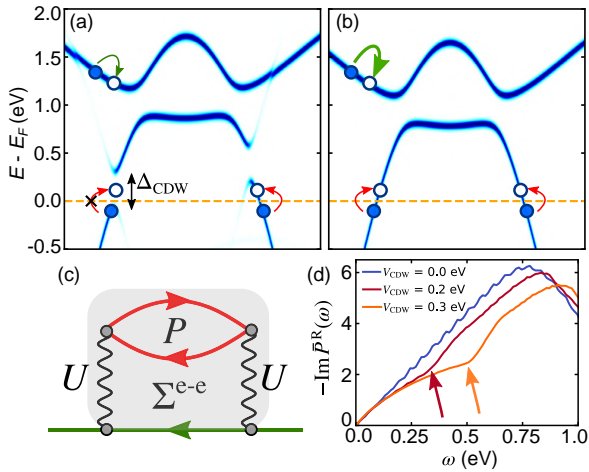 (a)
(b)
E - E_F (eV)
2.0
1.5
1.0
0.5
0.0
-0.5
Δ_CDW
(c)
P
U
U
Σ^e-e
(d)
V_CDW = 0.0 eV
V_CDW = 0.2 eV
V_CDW = 0.3 eV
−Im P̄^R(ω)
6
4
2
0
0.00
0.25
0.50
0.75
1.0
ω (eV)